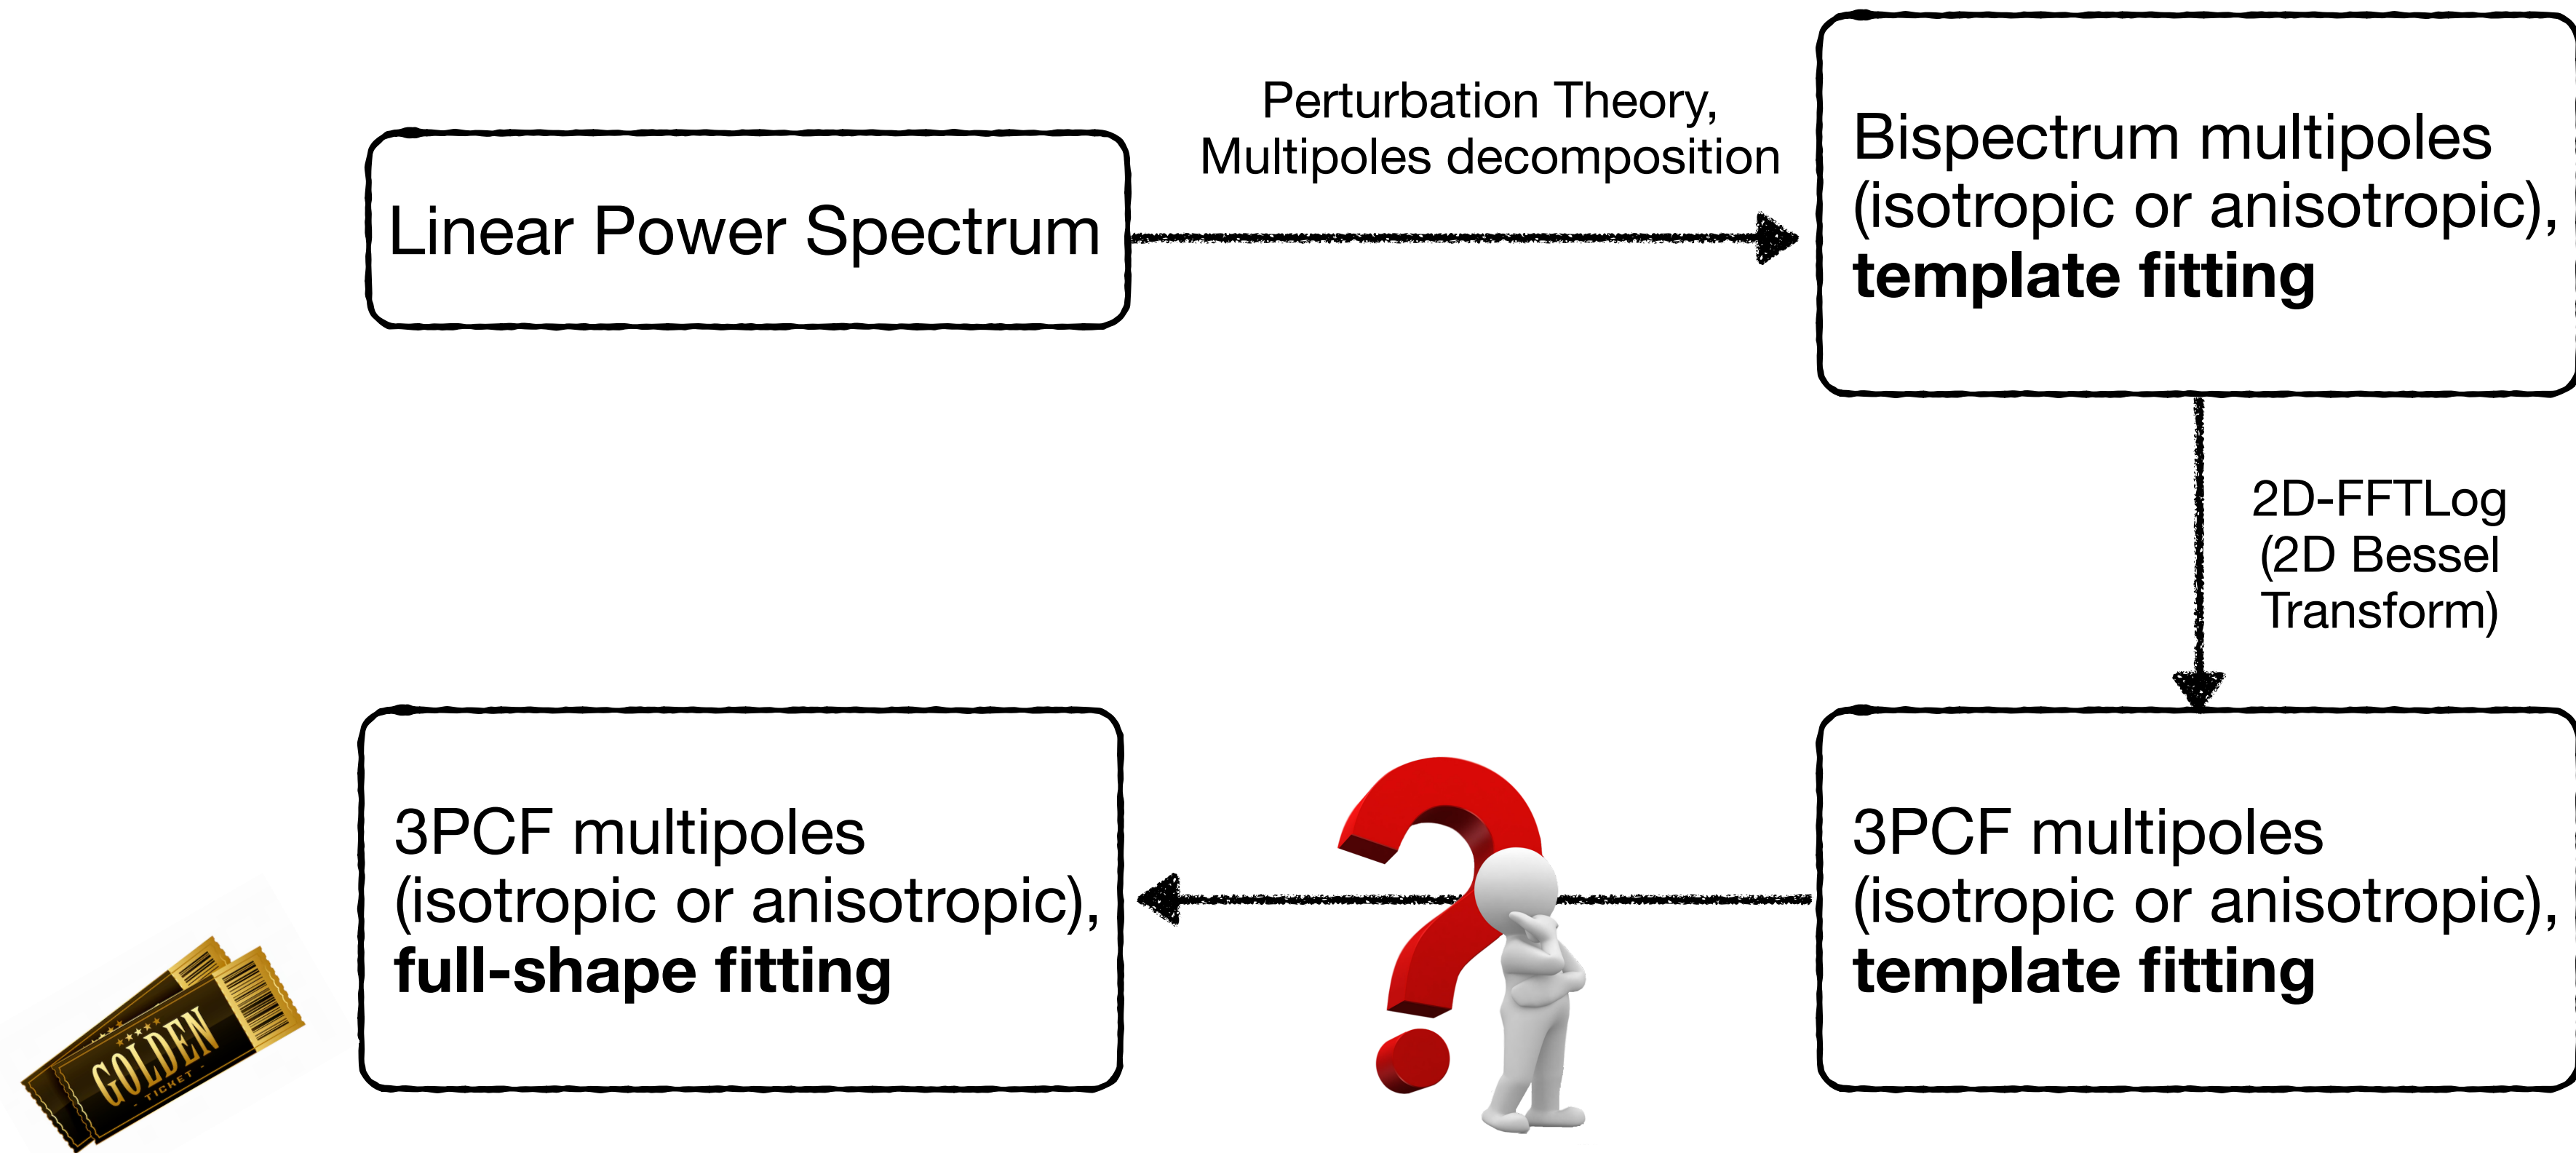 Perturbation Theory,
Multipoles decomposition
Linear Power Spectrum
Bispectrum multipoles
(isotropic or anisotropic),
template fitting
2D-FFTLog
(2D Bessel
Transform)
3PCF multipoles
(isotropic or anisotropic),
full-shape fitting
3PCF multipoles
(isotropic or anisotropic),
template fitting
GOLDEN
- TICKET -